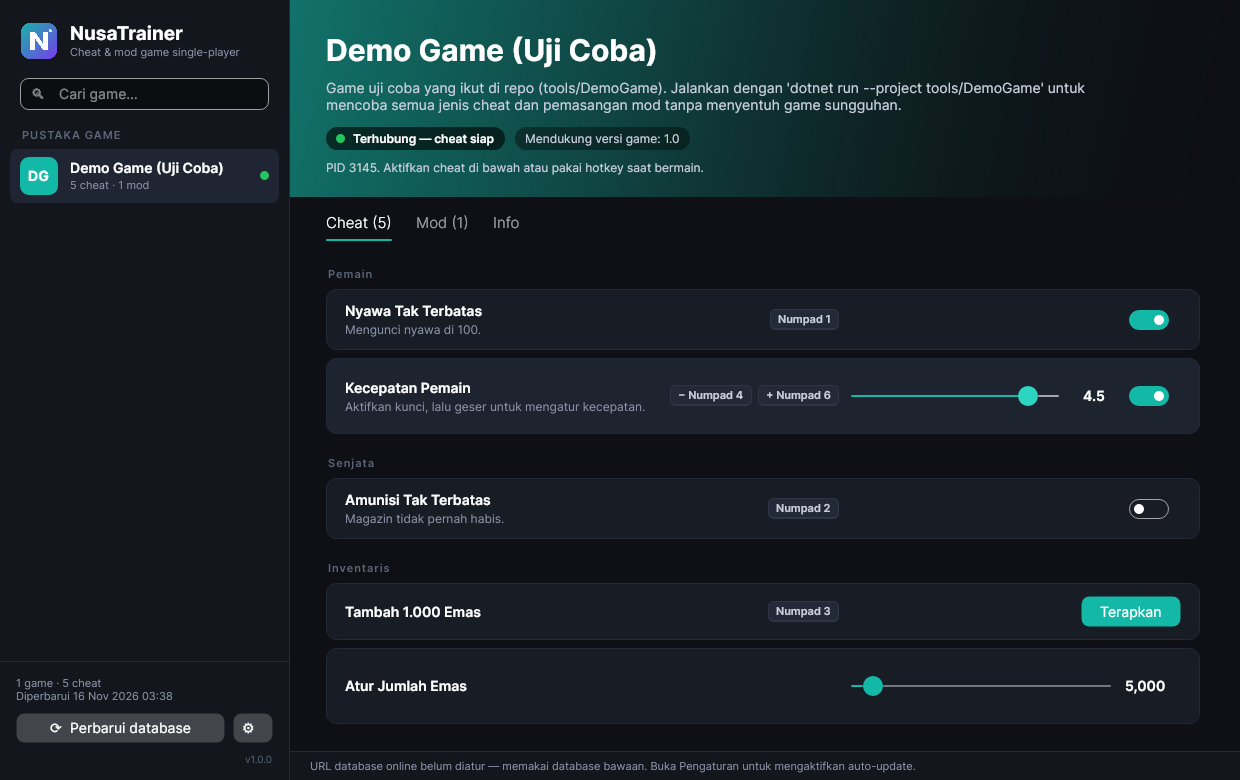 NusaTrainer
Cheat & mod game single-player
Cari game...
PUSTAKA GAME
DG
Demo Game (Uji Coba)
5 cheat · 1 mod
1 game · 5 cheat
Diperbarui 16 Nov 2026 03:38
⟳ Perbarui database
v1.0.0
Demo Game (Uji Coba)
Game uji coba yang ikut di repo (tools/DemoGame). Jalankan dengan 'dotnet run --project tools/DemoGame' untuk
mencoba semua jenis cheat dan pemasangan mod tanpa menyentuh game sungguhan.
Terhubung — cheat siap
Mendukung versi game: 1.0
PID 3145. Aktifkan cheat di bawah atau pakai hotkey saat bermain.
Cheat (5) Mod (1) Info
Pemain
Nyawa Tak Terbatas
Mengunci nyawa di 100.
Numpad 1
Kecepatan Pemain
Aktifkan kunci, lalu geser untuk mengatur kecepatan.
− Numpad 4 + Numpad 6
4.5
Senjata
Amunisi Tak Terbatas
Magazin tidak pernah habis.
Numpad 2
Inventaris
Tambah 1.000 Emas
Numpad 3
Terapkan
Atur Jumlah Emas
5,000
URL database online belum diatur — memakai database bawaan. Buka Pengaturan untuk mengaktifkan auto-update.